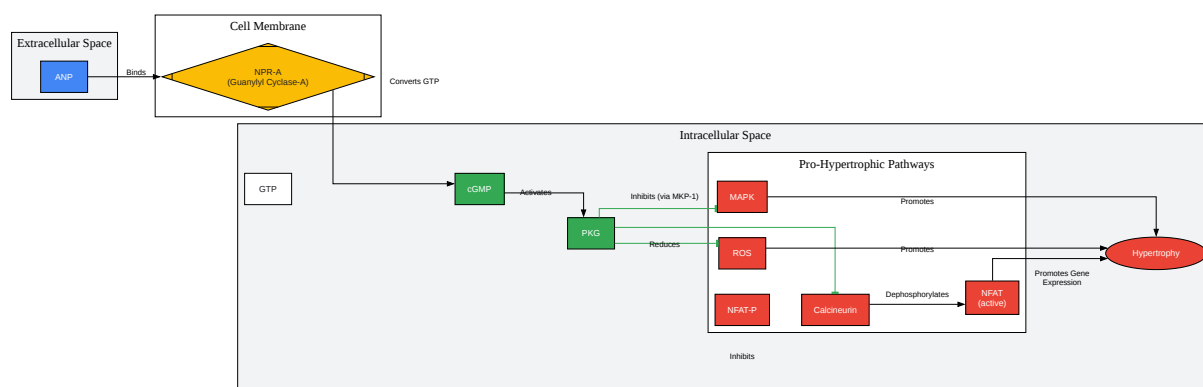 Cell Membrane
Extracellular Space
ANP
Binds
NPR-A
(Guanylyl Cyclase-A)
Converts GTP
Intracellular Space
Pro-Hypertrophic Pathways
GTP
cGMP
Activates
PKG
Inhibits (via MKP-1)
MAPK
Promotes
Reduces
ROS
Promotes
Hypertrophy
NFAT-P
Calcineurin
Dephosphorylates
NFAT
(active)
Promotes Gene
Expression
Inhibits